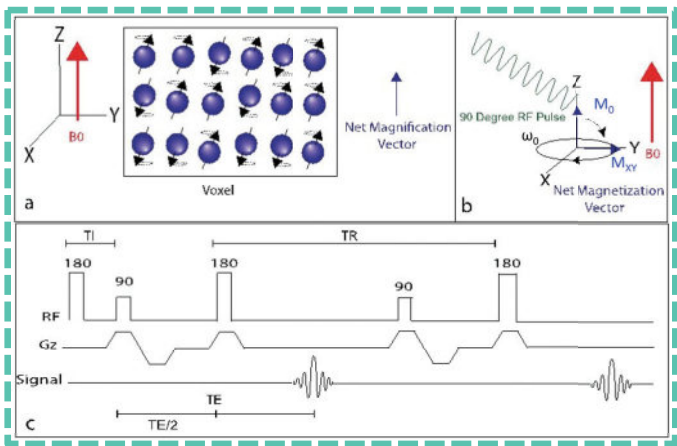 Z
Y
X
B0
Voxel
Net Magnification
Vector
a
90 Degree RF Pulse
Z
M0
ω0
Y
MXY
X
B0
Net Magnetization
Vector
b
TI
TR
180
90
180
90
180
RF
Gz
Signal
TE
TE/2
c